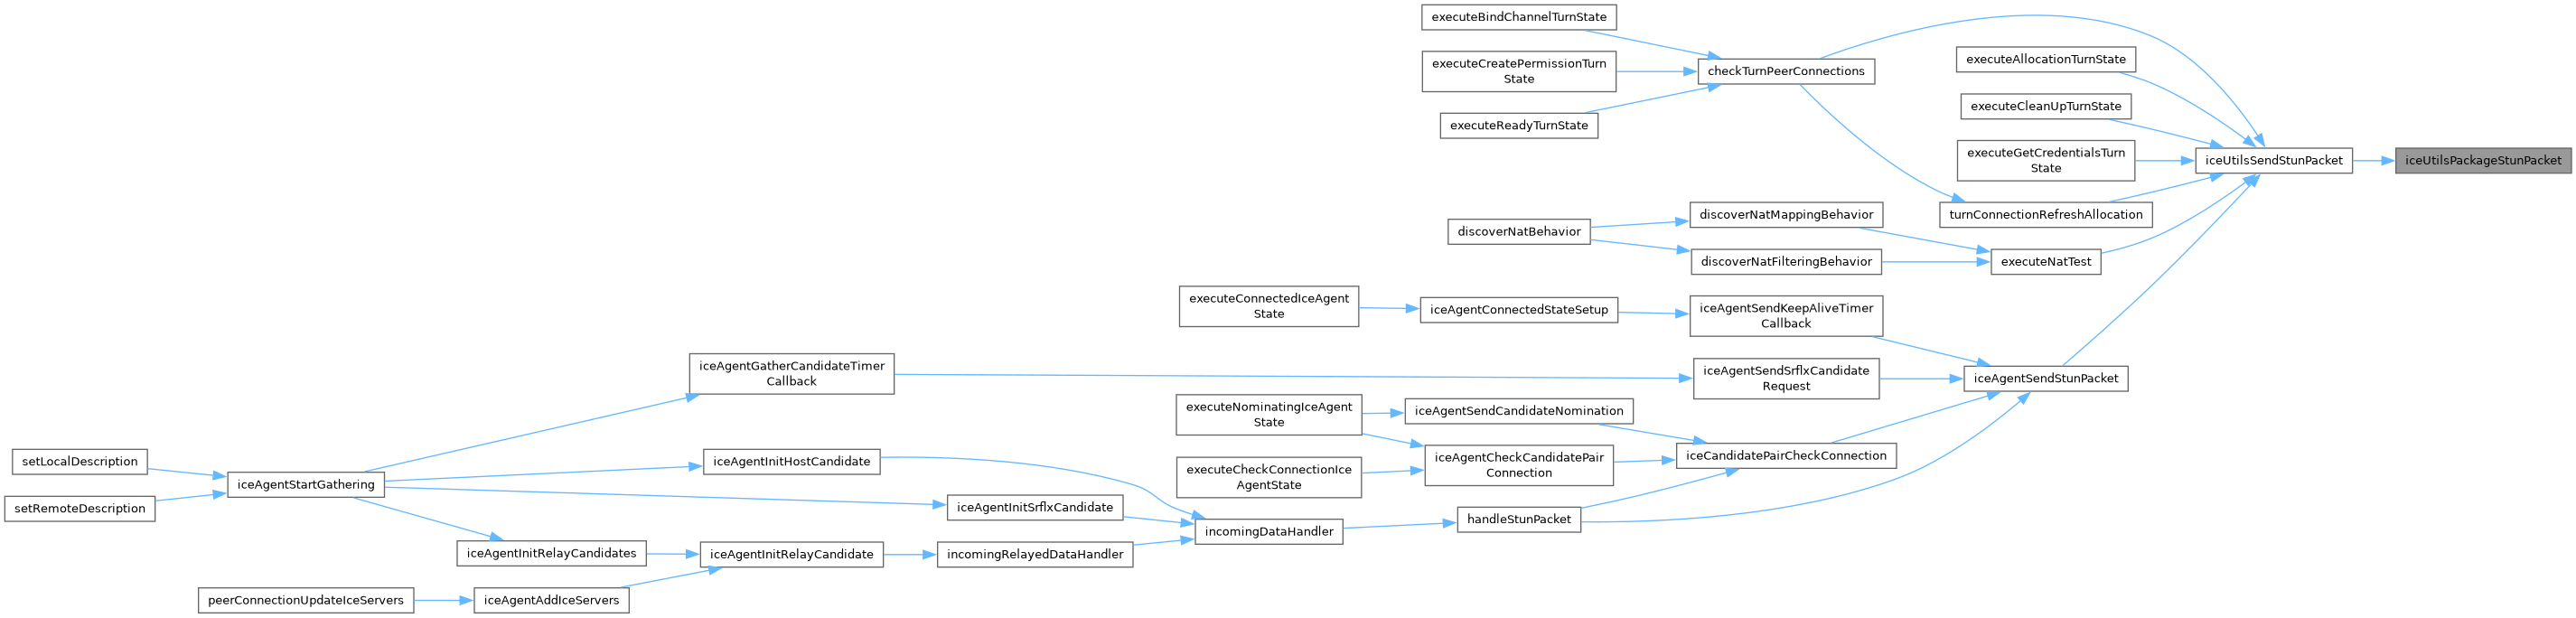 executeBindChannelTurnState
executeCreatePermissionTurn
State
executeReadyTurnState
checkTurnPeerConnections
executeAllocationTurnState
executeCleanUpTurnState
executeGetCredentialsTurn
State
turnConnectionRefreshAllocation
iceUtilsSendStunPacket
iceUtilsPackageStunPacket
discoverNatBehavior
discoverNatMappingBehavior
discoverNatFilteringBehavior
executeNatTest
executeConnectedIceAgent
State
iceAgentConnectedStateSetup
iceAgentSendKeepAliveTimer
Callback
iceAgentGatherCandidateTimer
Callback
iceAgentSendSrflxCandidate
Request
iceAgentSendStunPacket
executeNominatingIceAgent
State
iceAgentSendCandidateNomination
executeCheckConnectionIce
AgentState
iceAgentCheckCandidatePair
Connection
iceCandidatePairCheckConnection
setLocalDescription
setRemoteDescription
iceAgentStartGathering
iceAgentInitHostCandidate
iceAgentInitSrflxCandidate
incomingDataHandler
handleStunPacket
iceAgentInitRelayCandidates
iceAgentInitRelayCandidate
incomingRelayedDataHandler
peerConnectionUpdateIceServers
iceAgentAddIceServers